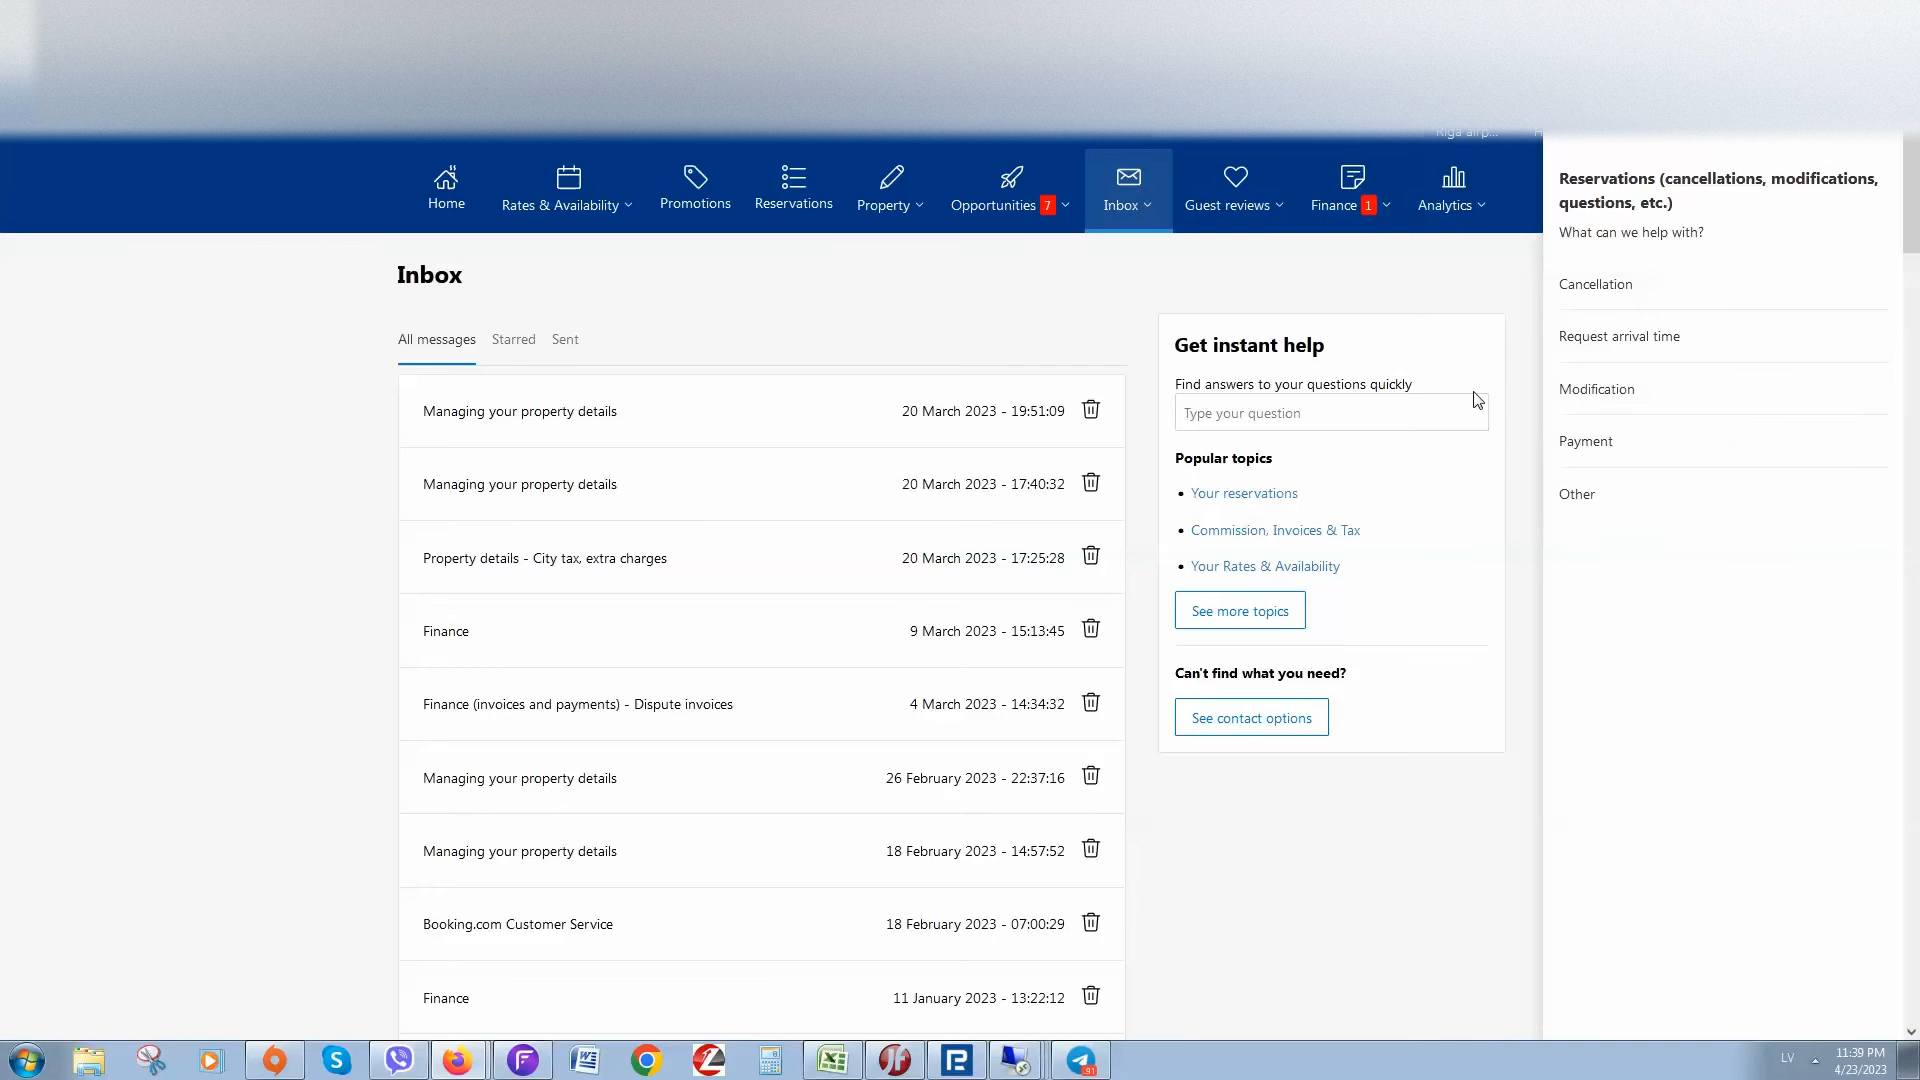 Riga airp...
Home
Rates & Availability
Promotions
Reservations
Property
Opportunities 7
Inbox
Guest reviews
Finance 1
Analytics
Inbox
All messages
Starred
Sent
Managing your property details 20 March 2023 - 19:51:09
Managing your property details 20 March 2023 - 17:40:32
Property details - City tax, extra charges 20 March 2023 - 17:25:28
Finance 9 March 2023 - 15:13:45
Finance (invoices and payments) - Dispute invoices 4 March 2023 - 14:34:32
Managing your property details 26 February 2023 - 22:37:16
Managing your property details 18 February 2023 - 14:57:52
Booking.com Customer Service 18 February 2023 - 07:00:29
Finance 11 January 2023 - 13:22:12
Get instant help
Find answers to your questions quickly
Type your question
Popular topics
Your reservations
Commission, Invoices & Tax
Your Rates & Availability
See more topics
Can't find what you need?
See contact options
Reservations (cancellations, modifications,
questions, etc.)
What can we help with?
Cancellation
Request arrival time
Modification
Payment
Other
LV
11:39 PM
4/23/2023